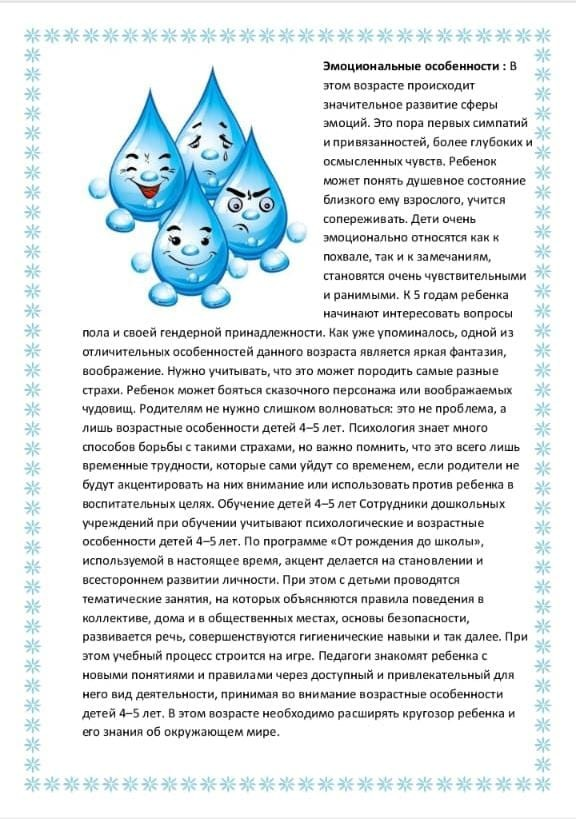 Эмоциональные особенности : В
этом возрасте происходит
значительное развитие сферы
эмоций. Это пора первых симпатий
и привязанностей, более глубоких и
осмысленных чувств. Ребенок
может понять душевное состояние
близкого ему взрослого, учится
сопереживать. Дети очень
эмоционально относятся как к
похвале, так и к замечаниям,
становятся очень чувствительными
и ранимыми. К 5 годам ребенка
начинают интересовать вопросы
пола и своей гендерной принадлежности. Как уже упоминалось, одной из
отличительных особенностей данного возраста является яркая фантазия,
воображение. Нужно учитывать, что это может породить самые разные
страхи. Ребенок может бояться сказочного персонажа или воображаемых
чудовищ. Родителям не нужно слишком волноваться: это не проблема, а
лишь возрастные особенности детей 4–5 лет. Психология знает много
способов борьбы с такими страхами, но важно помнить, что это всего лишь
временные трудности, которые сами уйдут со временем, если родители не
будут акцентировать на них внимание или использовать против ребенка в
воспитательных целях. Обучение детей 4–5 лет Сотрудники дошкольных
учреждений при обучении учитывают психологические и возрастные
особенности детей 4–5 лет. По программе «От рождения до школы»,
используемой в настоящее время, акцент делается на становлении и
всестороннем развитии личности. При этом с детьми проводятся
тематические занятия, на которых объясняются правила поведения в
коллективе, дома и в общественных местах, основы безопасности,
развивается речь, совершенствуются гигиенические навыки и так далее. При
этом учебный процесс строится на игре. Педагоги знакомят ребенка с
новыми понятиями и правилами через доступный и привлекательный для
него вид деятельности, принимая во внимание возрастные особенности
детей 4–5 лет. В этом возрасте необходимо расширять кругозор ребенка и
его знания об окружающем мире.